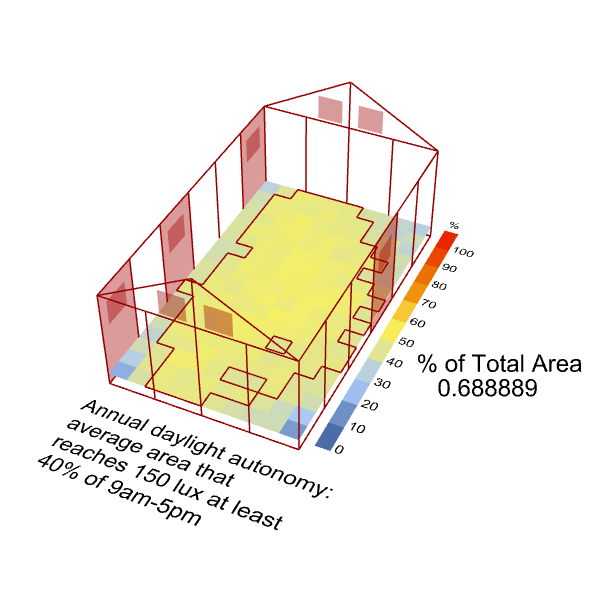 %
100
90
80
70
60
50
40
30
20
10
0
% of Total Area
0.688889
Annual daylight autonomy:
average area that
reaches 150 lux at least
40% of 9am-5pm